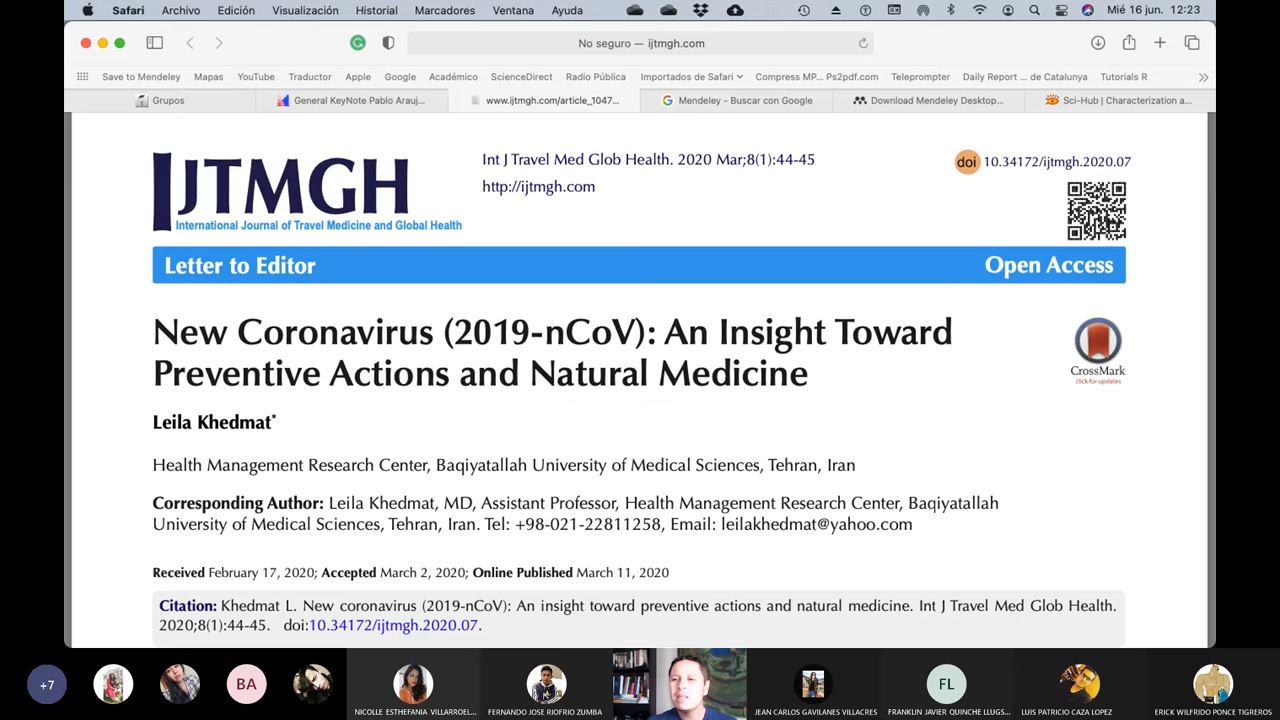 Safari Archivo Edición Visualización Historial Marcadores Ventana Ayuda Mié 16 jun. 12:23
No seguro — ijtmgh.com
Save to Mendeley Mapas YouTube Traductor Apple Google Académico ScienceDirect Radio Pública Importados de Safari Compress MP... Ps2pdf.com Teleprompter Daily Report ... de Catalunya Tutorials R
Grupos General KeyNote Pablo Arauj... www.ijtmgh.com/article_1047... Mendeley - Buscar con Google Download Mendeley Desktop... Sci-Hub | Characterization a...
IJTMGH
International Journal of Travel Medicine and Global Health
Int J Travel Med Glob Health. 2020 Mar;8(1):44-45
http://ijtmgh.com
doi 10.34172/ijtmgh.2020.07
Letter to Editor Open Access
New Coronavirus (2019-nCoV): An Insight Toward
Preventive Actions and Natural Medicine
CrossMark
click for updates
Leila Khedmat*
Health Management Research Center, Baqiyatallah University of Medical Sciences, Tehran, Iran
Corresponding Author: Leila Khedmat, MD, Assistant Professor, Health Management Research Center, Baqiyatallah
University of Medical Sciences, Tehran, Iran. Tel: +98-021-22811258, Email: leilakhedmat@yahoo.com
Received February 17, 2020; Accepted March 2, 2020; Online Published March 11, 2020
Citation: Khedmat L. New coronavirus (2019-nCoV): An insight toward preventive actions and natural medicine. Int J Travel Med Glob Health.
2020;8(1):44-45. doi:10.34172/ijtmgh.2020.07.
+7 BA FL
NICOLLE ESTHEFANIA VILLARROEL... FERNANDO JOSE RIOFRIO ZUMBA JEAN CARLOS GAVILANES VILLACRES FRANKLIN JAVIER QUINCHE LLUGS... LUIS PATRICIO CAZA LOPEZ ERICK WILFRIDO PONCE TIGREROS